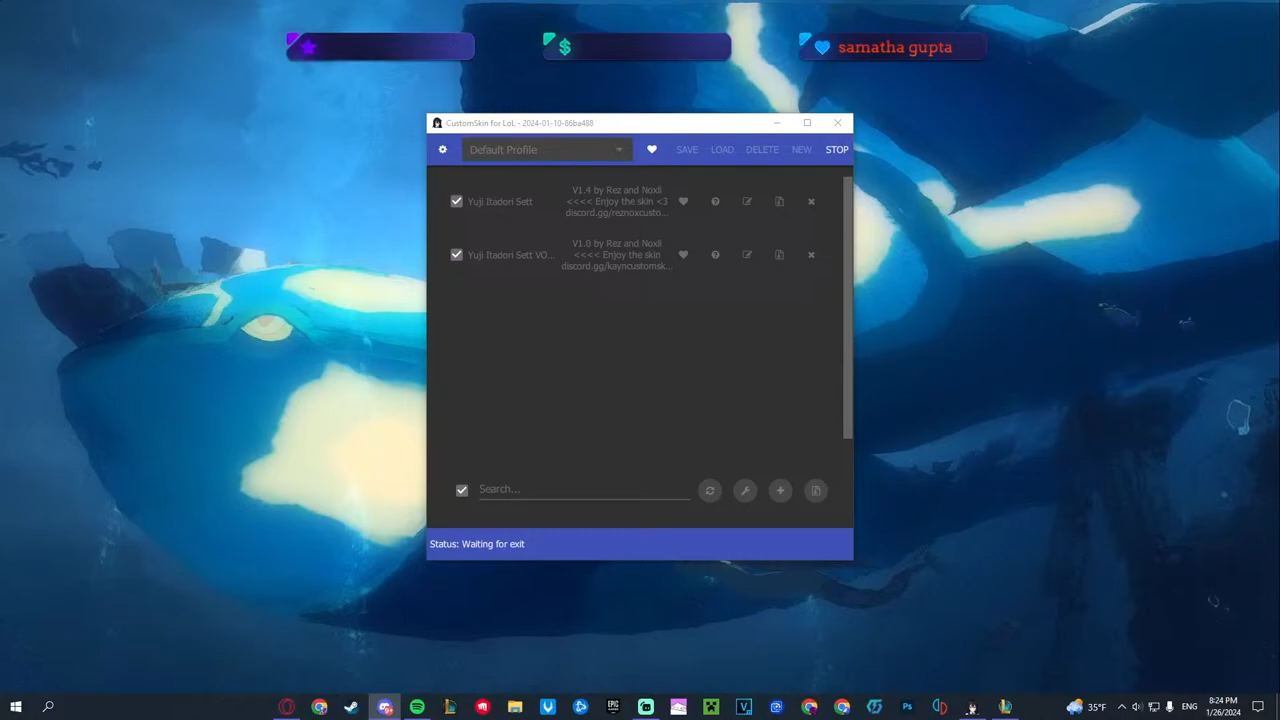 $
samatha gupta
CustomSkin for LoL - 2024-01-10-86ba488
Default Profile
SAVE
LOAD
DELETE
NEW
STOP
Yuji Itadori Sett
V1.4 by Rez and Noxli
<<<< Enjoy the skin <3
discord.gg/reznoxcusto...
Yuji Itadori Sett VO...
V1.0 by Rez and Noxli
<<<< Enjoy the skin
discord.gg/kayncustomsk...
Search...
Status: Waiting for exit
35°F
8:24 PM
1/26/2024